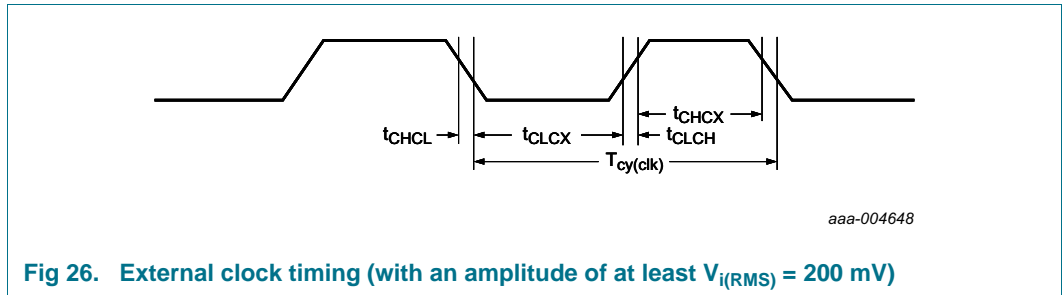 tCHCX
tCHCL tCLCX tCLCH
Tcy(clk)
aaa-004648
Fig 26. External clock timing (with an amplitude of at least Vi(RMS) = 200 mV)